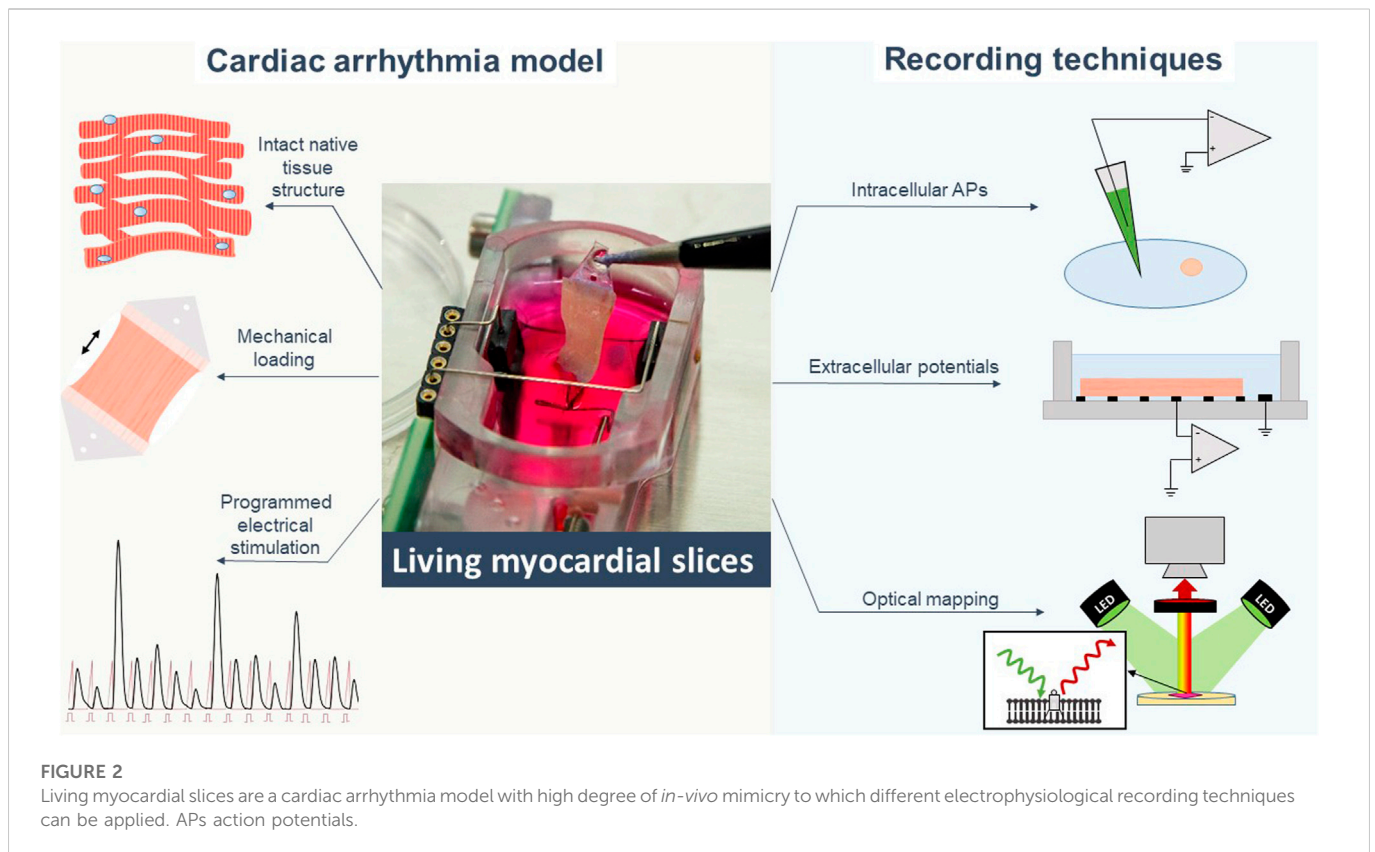 Cardiac arrhythmia model
Recording techniques
Intact native
tissue
structure
Mechanical
loading
Programmed
electrical
stimulation
Living myocardial slices
Intracellular APs
-
+
Extracellular potentials
-
+
Optical mapping
LED
LED
FIGURE 2
Living myocardial slices are a cardiac arrhythmia model with high degree of in-vivo mimicry to which different electrophysiological recording techniques
can be applied. APs action potentials.